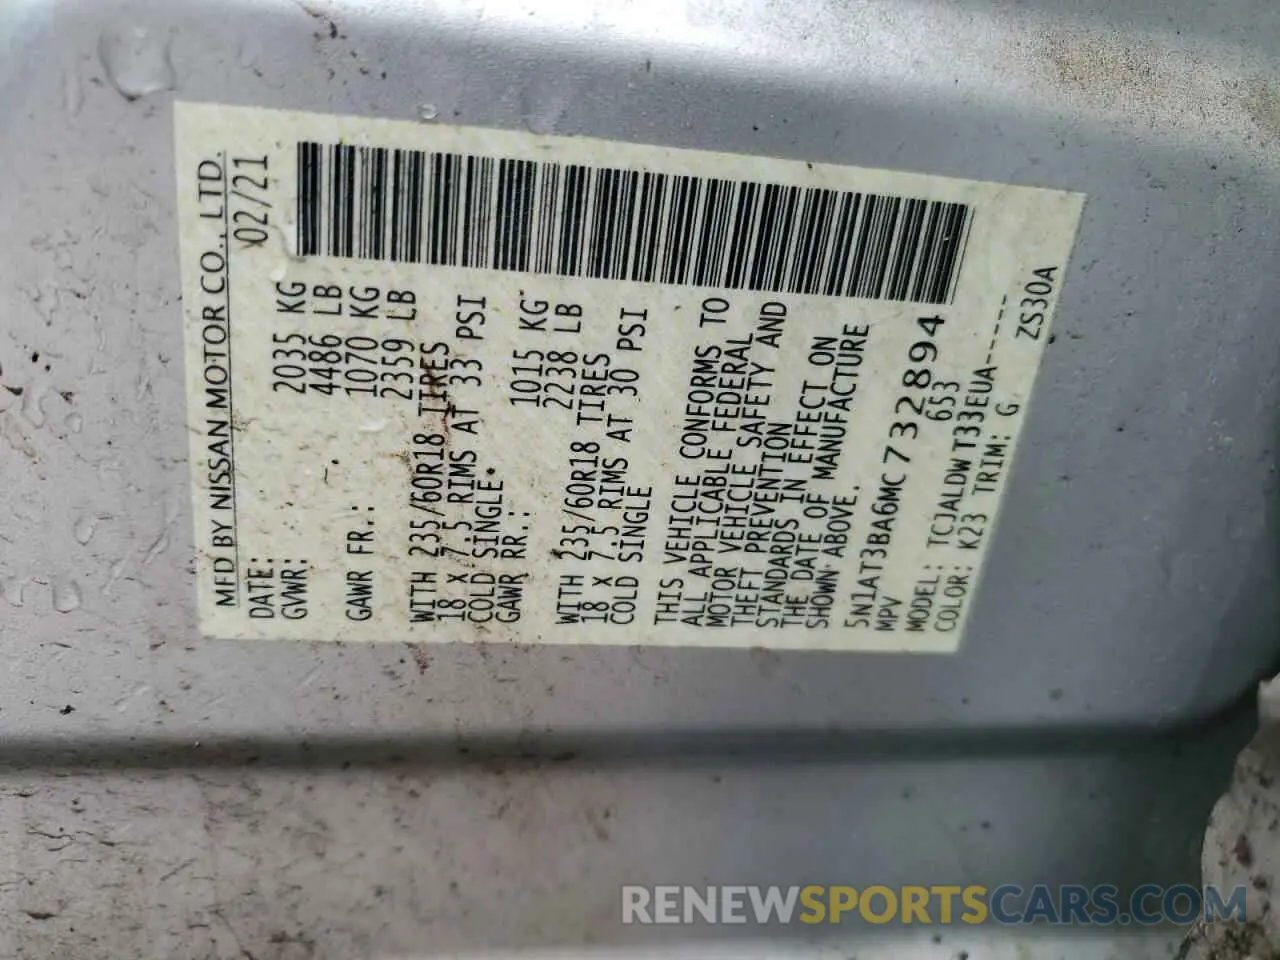 MFD BY NISSAN MOTOR CO., LTD.
DATE: 02/21
GVWR: 2035 KG
4486 LB
GAWR FR.: 1070 KG
2359 LB
WITH 235/60R18 TIRES
18 X 7.5 RIMS AT 33 PSI
COLD SINGLE.
GAWR RR.: 1015 KG
2238 LB
WITH 235/60R18 TIRES
18 X 7.5 RIMS AT 30 PSI
COLD SINGLE
THIS VEHICLE CONFORMS TO
ALL APPLICABLE FEDERAL
MOTOR VEHICLE SAFETY AND
THEFT PREVENTION
STANDARDS IN EFFECT ON
THE DATE OF MANUFACTURE
SHOWN ABOVE.
5N1AT3BA6MC732894
MPV 653
MODEL: TCJALDWT33EUA-----
COLOR: K23 TRIM: G ZS30A
RENEWSPORTSCARS.COM